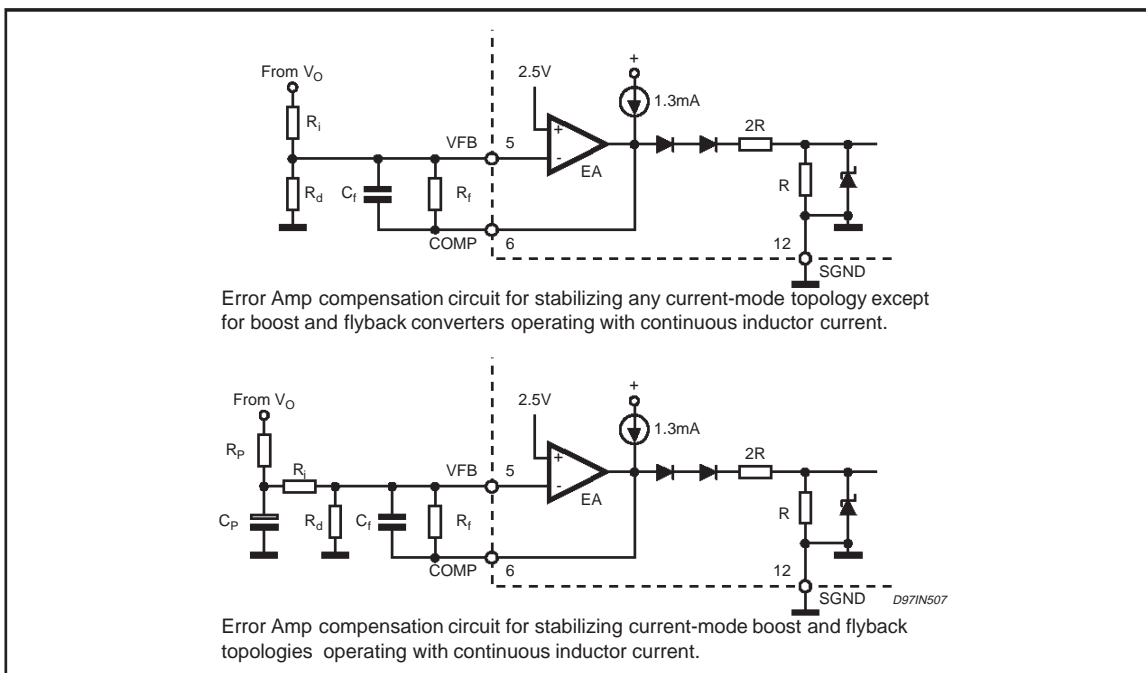 From VO
Ri
Rd
Cf
Rf
VFB
5
COMP
6
2.5V
+
-
EA
+
1.3mA
2R
R
12
SGND
Error Amp compensation circuit for stabilizing any current-mode topology except
for boost and flyback converters operating with continuous inductor current.
From VO
RP
Ri
CP
Rd
Cf
Rf
VFB
5
COMP
6
2.5V
+
-
EA
+
1.3mA
2R
R
12
SGND
D97IN507
Error Amp compensation circuit for stabilizing current-mode boost and flyback
topologies operating with continuous inductor current.